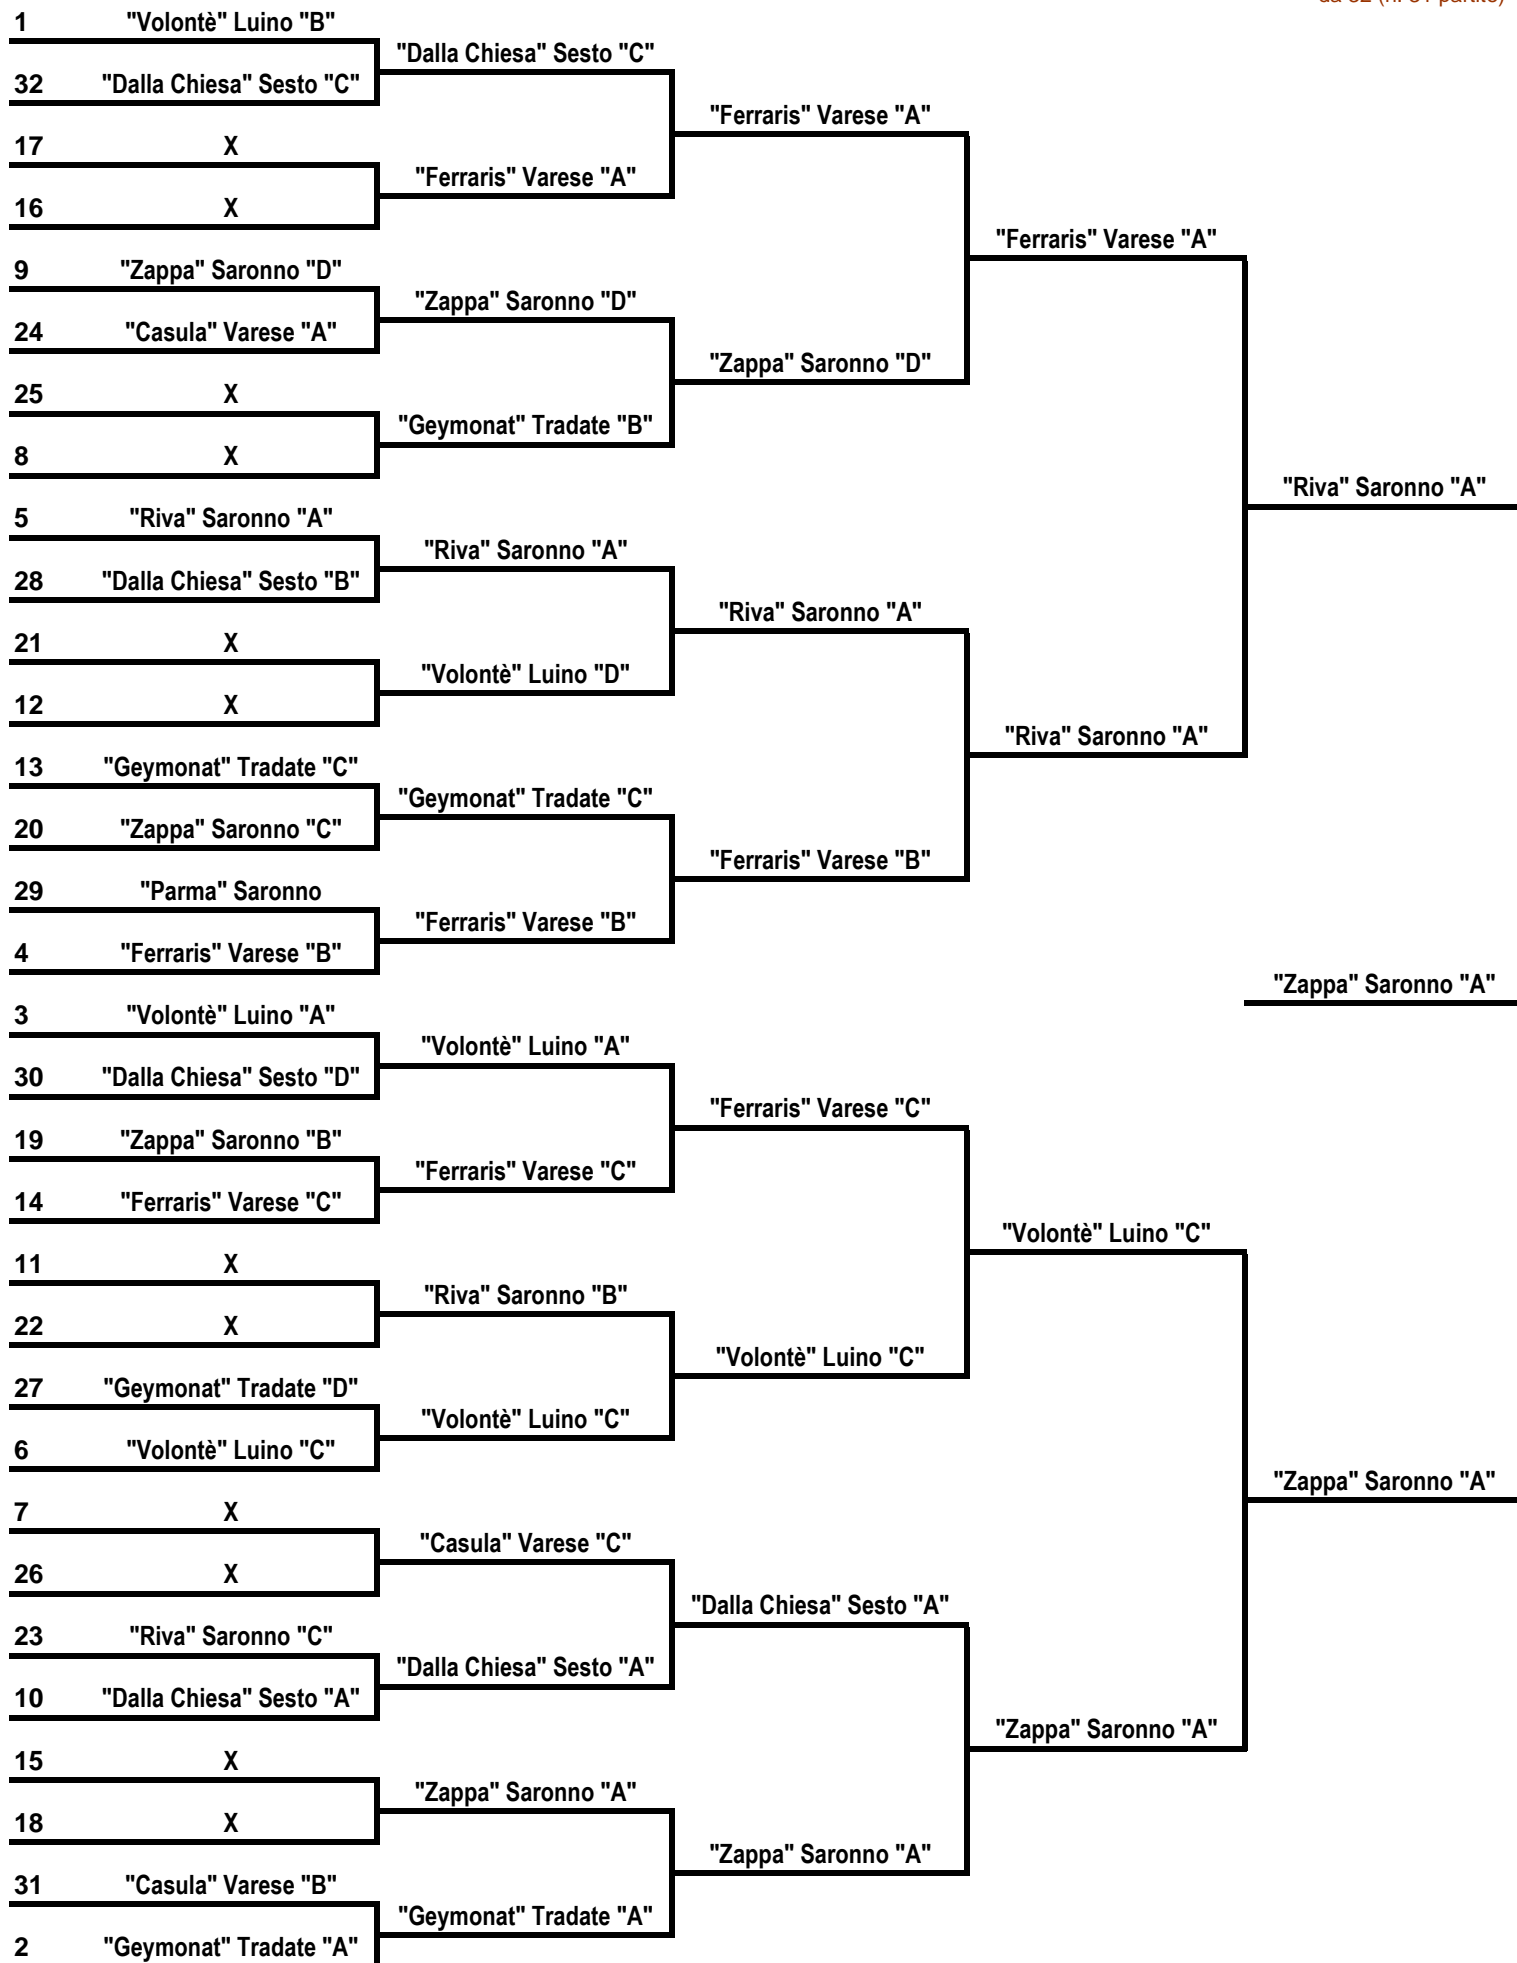 1 "Volontè" Luino "B"
"Dalla Chiesa" Sesto "C"
32 "Dalla Chiesa" Sesto "C"
"Ferraris" Varese "A"
17 X
"Ferraris" Varese "A"
16 X
"Ferraris" Varese "A"
9 "Zappa" Saronno "D"
"Zappa" Saronno "D"
24 "Casula" Varese "A"
"Zappa" Saronno "D"
25 X
"Geymonat" Tradate "B"
8 X
"Riva" Saronno "A"
5 "Riva" Saronno "A"
"Riva" Saronno "A"
28 "Dalla Chiesa" Sesto "B"
"Riva" Saronno "A"
21 X
"Volontè" Luino "D"
12 X
"Riva" Saronno "A"
13 "Geymonat" Tradate "C"
"Geymonat" Tradate "C"
20 "Zappa" Saronno "C"
"Ferraris" Varese "B"
29 "Parma" Saronno
"Ferraris" Varese "B"
4 "Ferraris" Varese "B"
"Zappa" Saronno "A"
3 "Volontè" Luino "A"
"Volontè" Luino "A"
30 "Dalla Chiesa" Sesto "D"
"Ferraris" Varese "C"
19 "Zappa" Saronno "B"
"Ferraris" Varese "C"
14 "Ferraris" Varese "C"
"Volontè" Luino "C"
11 X
"Riva" Saronno "B"
22 X
"Volontè" Luino "C"
27 "Geymonat" Tradate "D"
"Volontè" Luino "C"
6 "Volontè" Luino "C"
"Zappa" Saronno "A"
7 X
"Casula" Varese "C"
26 X
"Dalla Chiesa" Sesto "A"
23 "Riva" Saronno "C"
"Dalla Chiesa" Sesto "A"
10 "Dalla Chiesa" Sesto "A"
"Zappa" Saronno "A"
15 X
"Zappa" Saronno "A"
18 X
"Zappa" Saronno "A"
31 "Casula" Varese "B"
"Geymonat" Tradate "A"
2 "Geymonat" Tradate "A"